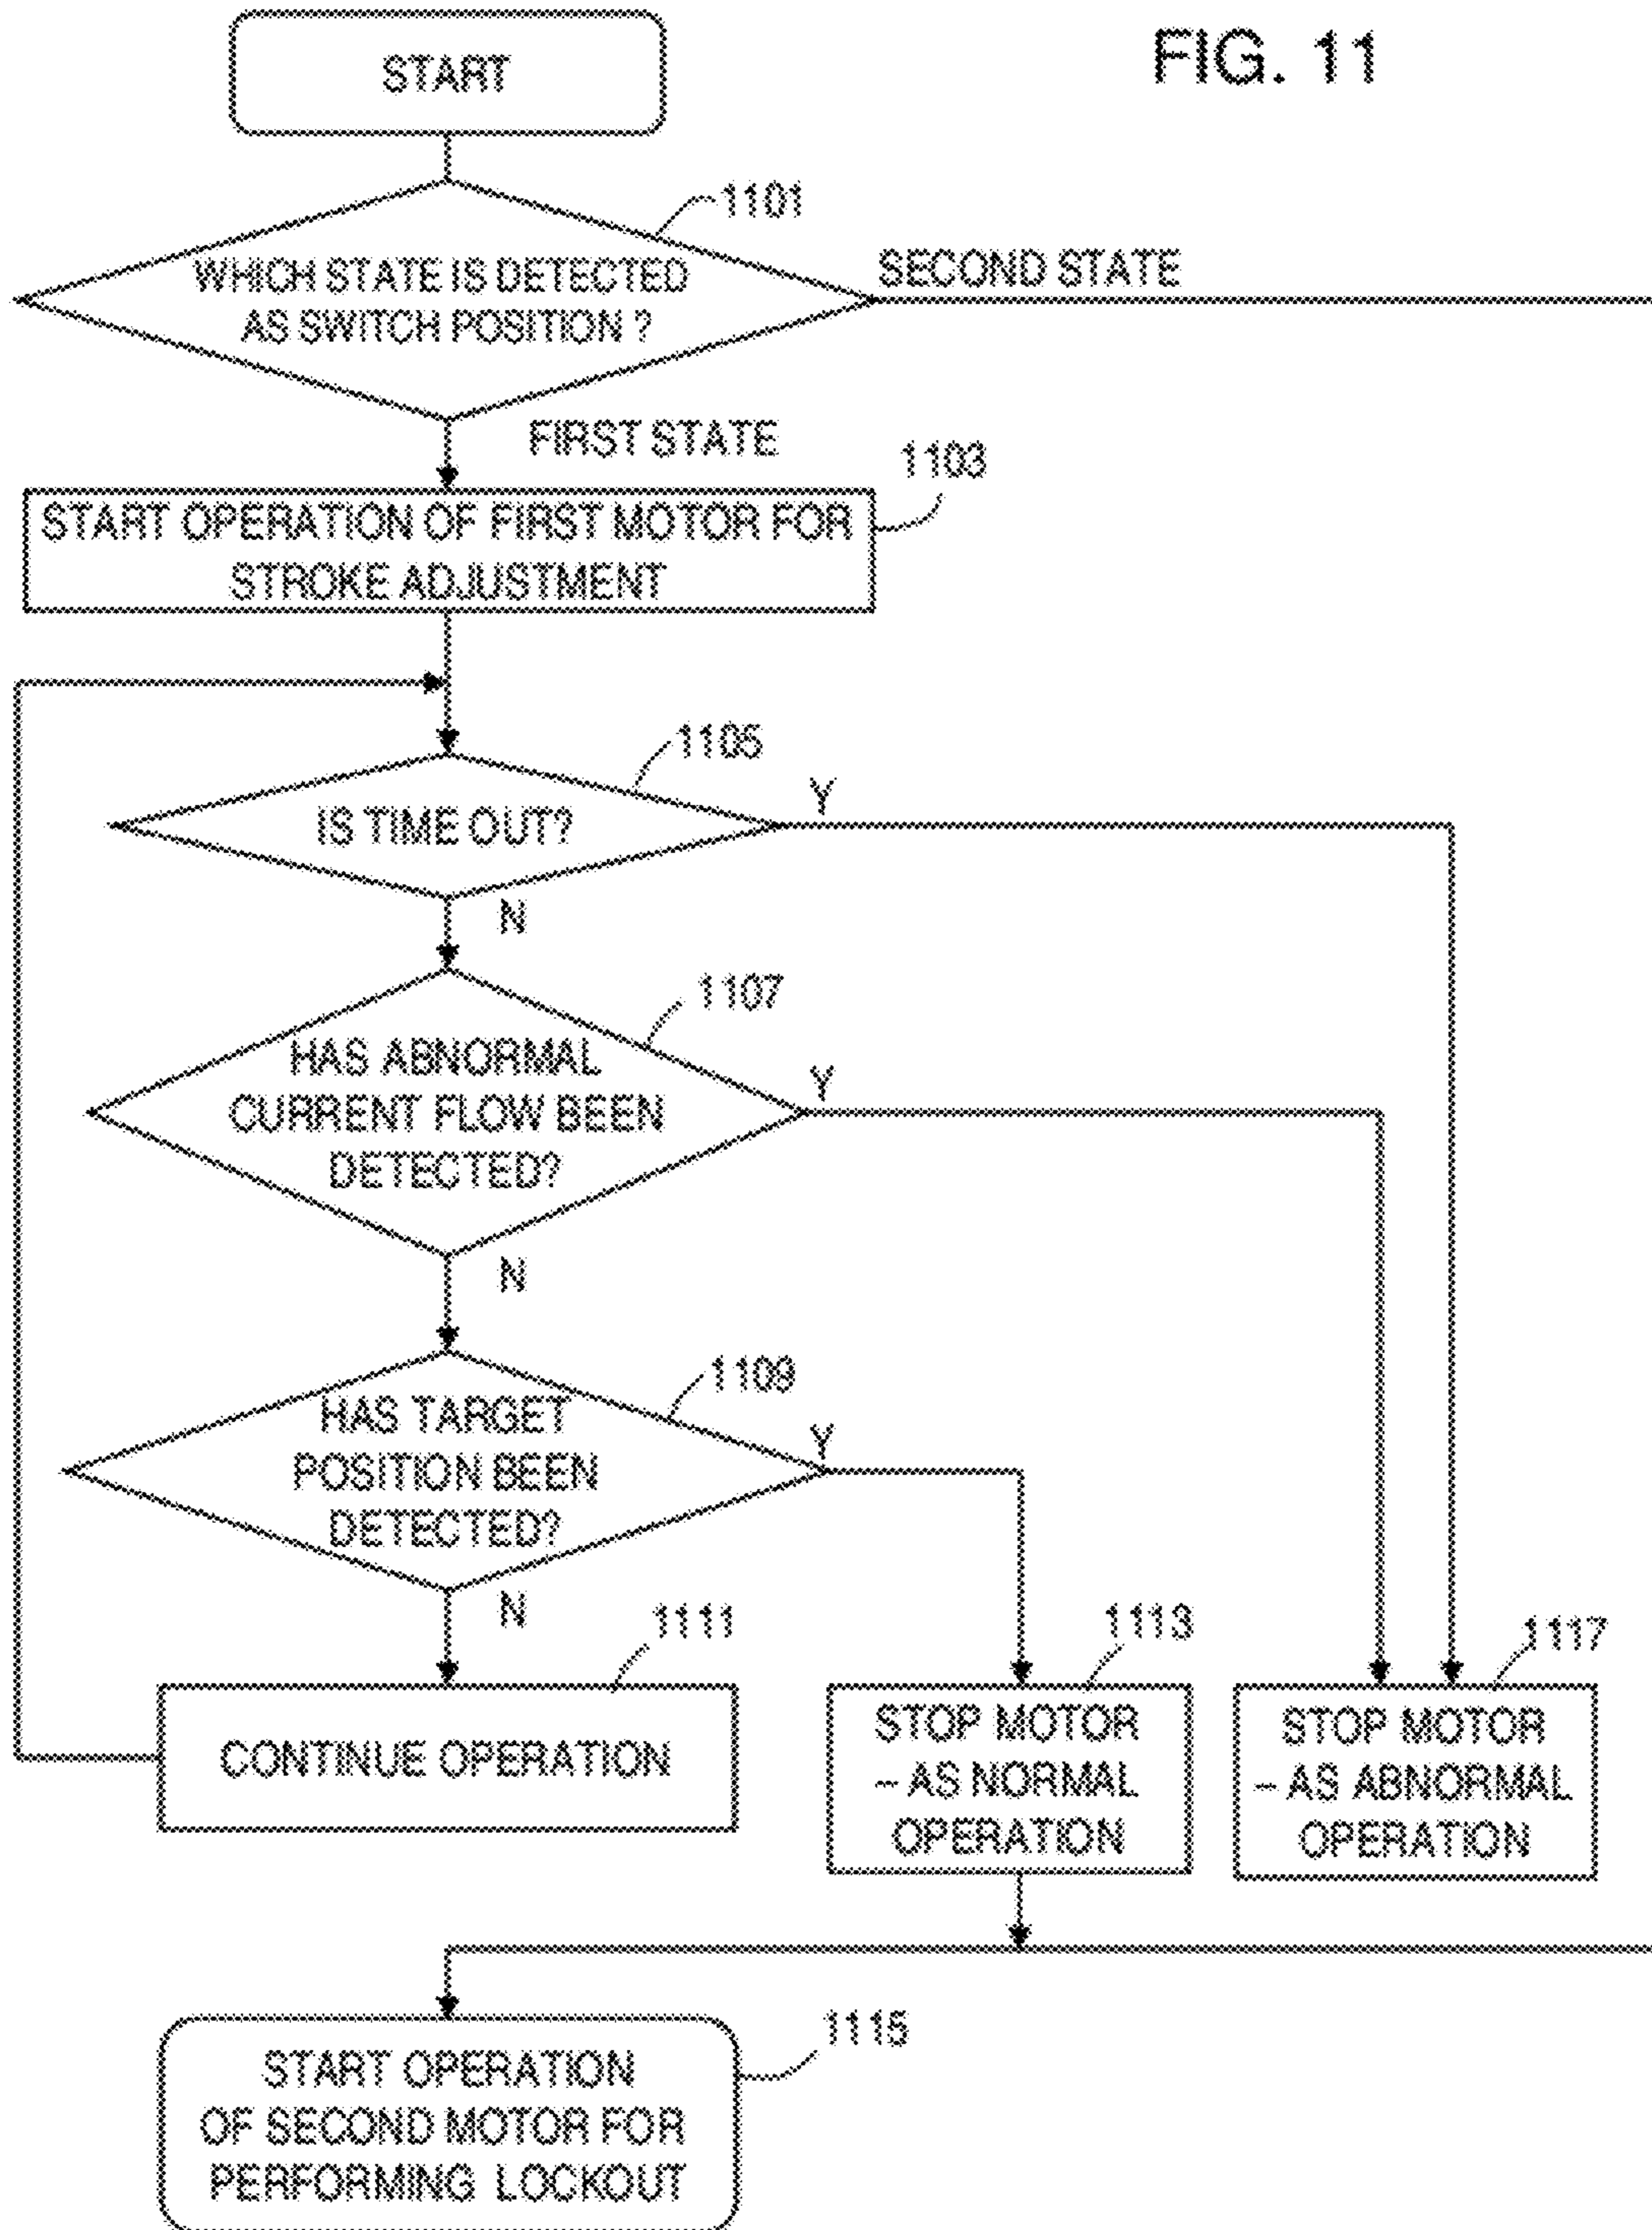 FIG. 11
START
1101
WHICH STATE IS DETECTED
AS SWITCH POSITION ?
SECOND STATE
FIRST STATE
1103
START OPERATION OF FIRST MOTOR FOR
STROKE ADJUSTMENT
1105
IS TIME OUT?
Y
N
1107
HAS ABNORMAL
CURRENT FLOW BEEN
DETECTED?
Y
N
1109
HAS TARGET
POSITION BEEN
DETECTED?
Y
N
1111
CONTINUE OPERATION
1113
STOP MOTOR
– AS NORMAL
OPERATION
1117
STOP MOTOR
– AS ABNORMAL
OPERATION
1115
START OPERATION
OF SECOND MOTOR FOR
PERFORMING LOCKOUT